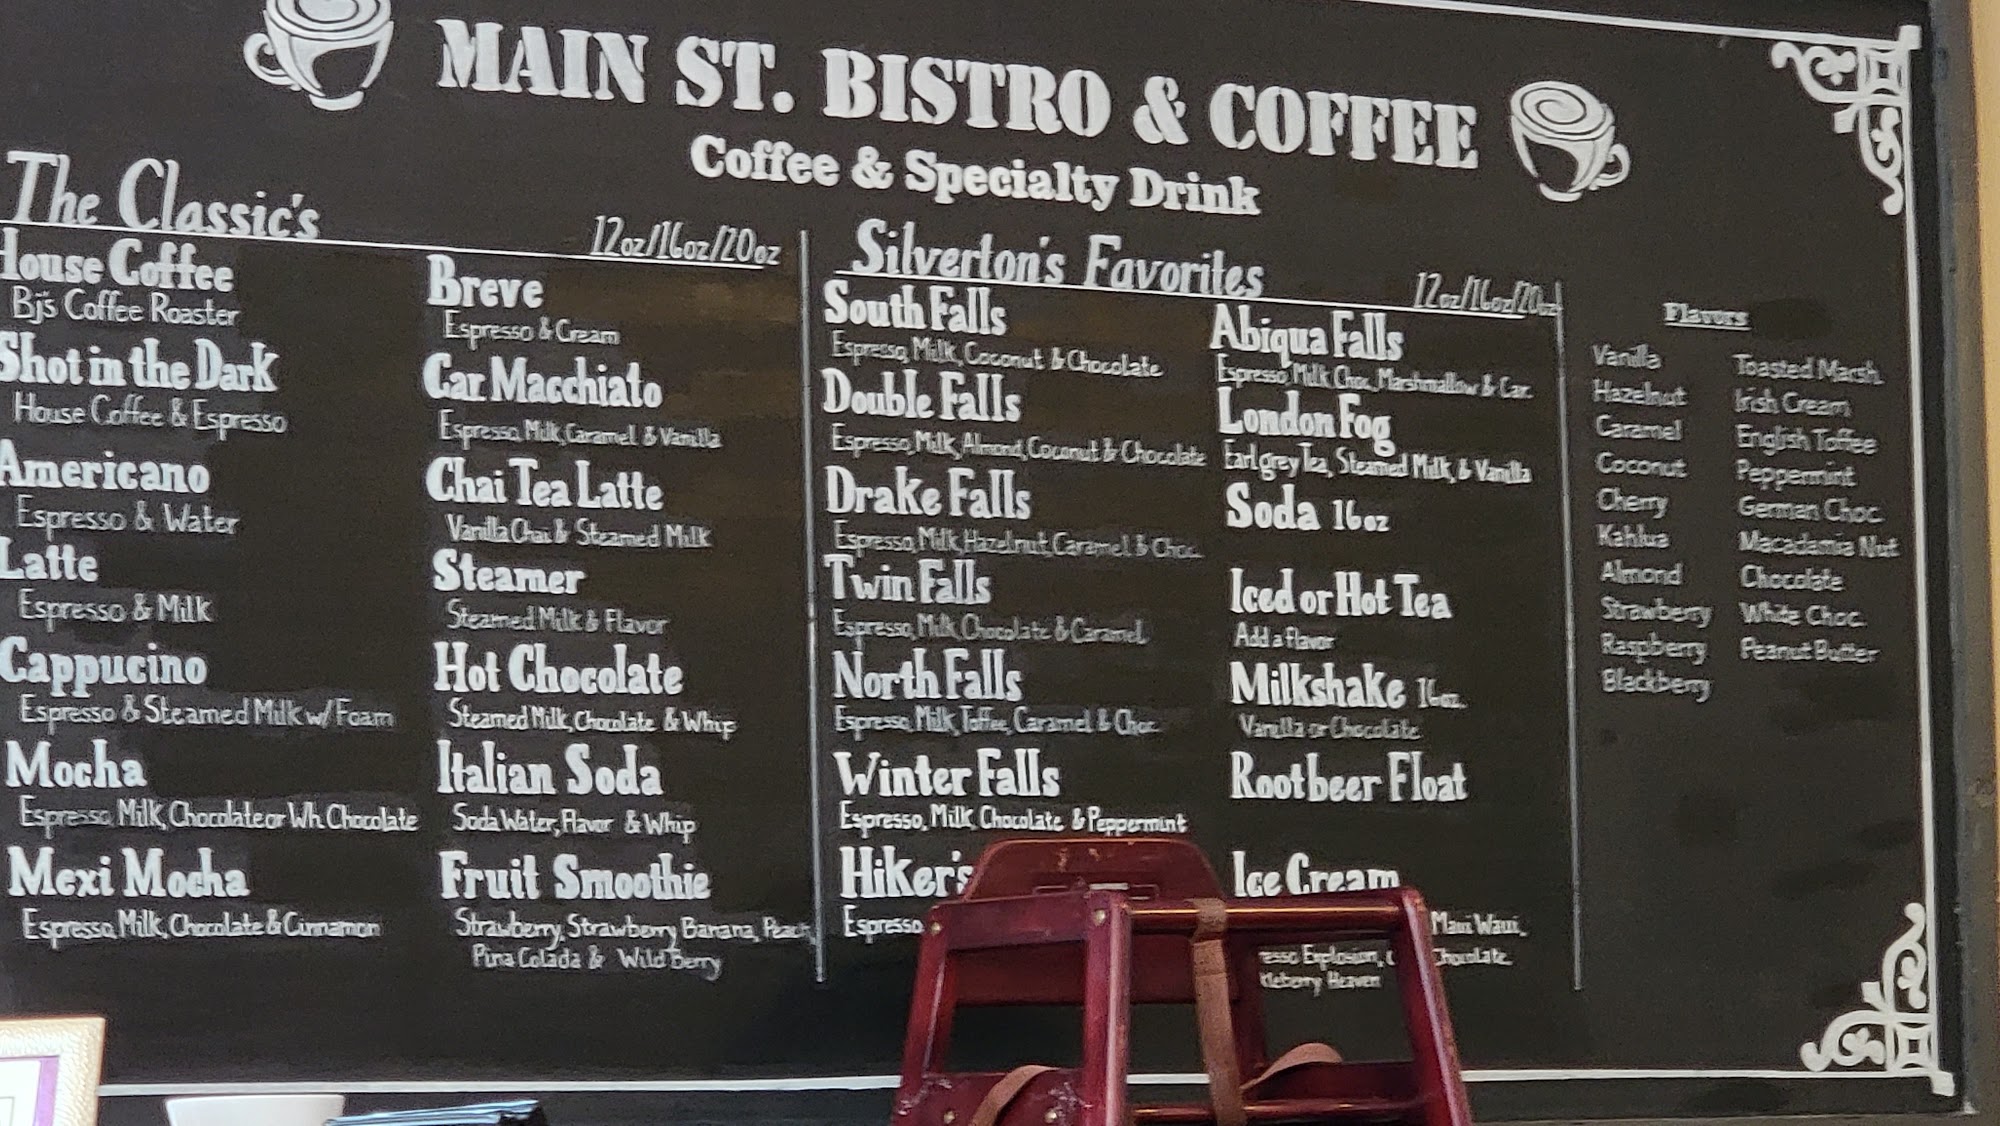 MAIN ST. BISTRO & COFFEE
Coffee & Specialty Drink
The Classic's
12oz/16oz/20oz
House Coffee
Bj's Coffee Roaster
Shot in the Dark
House Coffee & Espresso
Americano
Espresso & Water
Latte
Espresso & Milk
Cappucino
Espresso & Steamed Milk w/ Foam
Mocha
Espresso, Milk, Chocolate or Wh. Chocolate
Mexi Mocha
Espresso, Milk, Chocolate & Cinnamon
Breve
Espresso & Cream
Car Macchiato
Espresso, Milk, Caramel & Vanilla
Chai Tea Latte
Vanilla Chai & Steamed Milk
Steamer
Steamed Milk & Flavor
Hot Chocolate
Steamed Milk, Chocolate & Whip
Italian Soda
Soda Water, Flavor & Whip
Fruit Smoothie
Strawberry, Strawberry Banana, Peach
Pina Colada & Wild Berry
Silverton's Favorites
12oz/16oz/20oz
South Falls
Espresso, Milk, Coconut & Chocolate
Double Falls
Espresso, Milk, Almond, Coconut & Chocolate
Drake Falls
Espresso, Milk, Hazelnut, Caramel & Choc.
Twin Falls
Espresso, Milk, Chocolate & Caramel
North Falls
Espresso, Milk, Toffee, Caramel & Choc.
Winter Falls
Espresso, Milk, Chocolate & Peppermint
Hiker's
Espresso
Abiqua Falls
Espresso, Milk, Choc, Marshmallow & Car.
London Fog
Earl grey Tea, Steamed Milk, & Vanilla
Soda 16oz
Iced or Hot Tea
Add a flavor
Milkshake 16oz.
Vanilla or Chocolate
Rootbeer Float
Ice Cream
Maui Waui,
Explosion, Chocolate
Heaven
Flavors
Vanilla
Hazelnut
Caramel
Coconut
Cherry
Kahlua
Almond
Strawberry
Raspberry
Blackberry
Toasted Marsh.
Irish Cream
English Toffee
Peppermint
German Choc.
Macadamia Nut
Chocolate
White Choc.
Peanut Butter